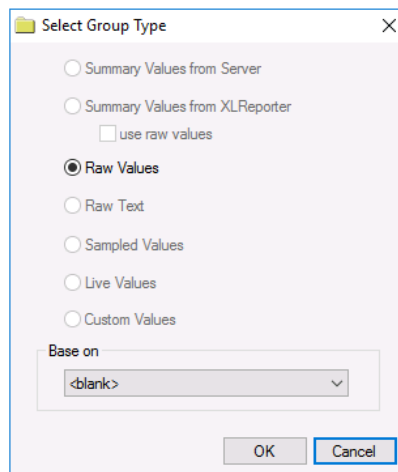 Select Group Type
Summary Values from Server
Summary Values from XLReporter
use raw values
Raw Values
Raw Text
Sampled Values
Live Values
Custom Values
Base on
<blank>
OK Cancel